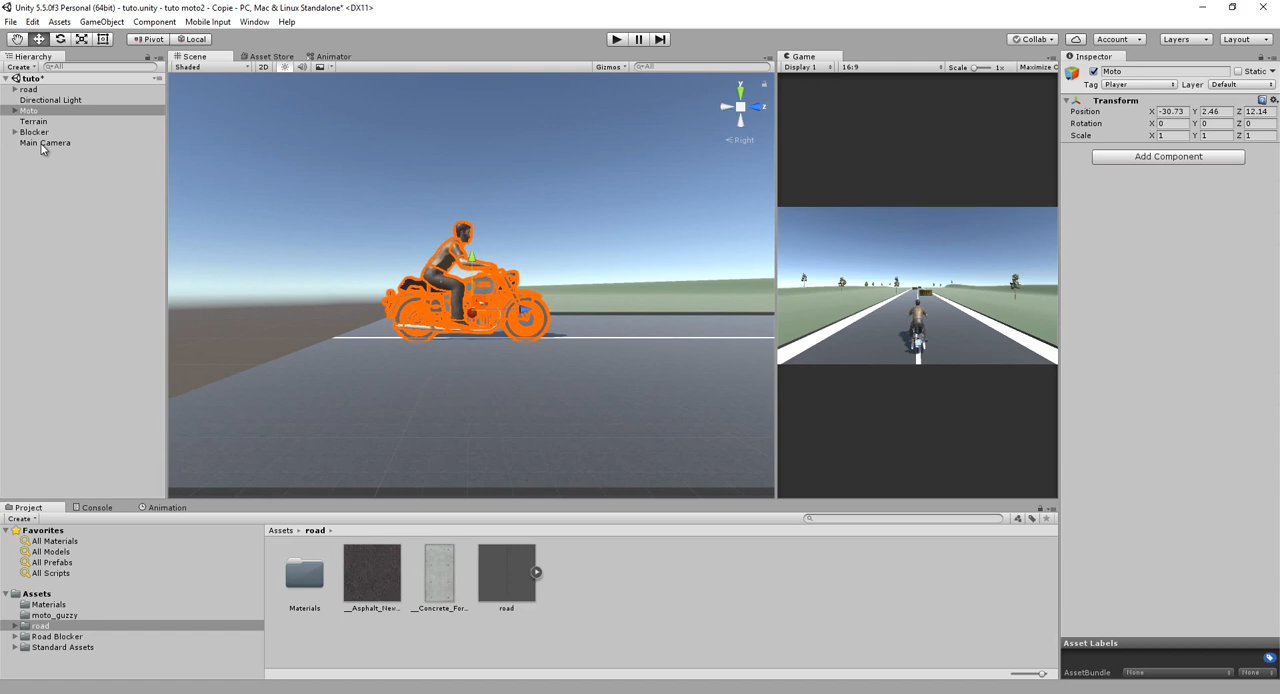 Unity 5.5.0f3 Personal (64bit) - tuto.unity - tuto moto2 - Copie - PC, Mac & Linux Standalone* <DX11>
File Edit Assets GameObject Component Mobile Input Window Help
Pivot Local Collab Account Layers Layout
Hierarchy
Create All
tuto*
road
Directional Light
Moto
Terrain
Blocker
Main Camera
Scene Asset Store Animator
Shaded 2D Gizmos All
y
z
Right
Game
Display 1 16:9 Scale 1x Maximize O
Inspector
Moto Static
Tag Player Layer Default
Transform
Position X -30.73 Y 2.46 Z 12.14
Rotation X 0 Y 0 Z 0
Scale X 1 Y 1 Z 1
Add Component
Project Console Animation
Create
Favorites
All Materials
All Models
All Prefabs
All Scripts
Assets
Materials
moto_guzzy
road
Road Blocker
Standard Assets
Assets road
Materials __Asphalt_New... __Concrete_For... road
Asset Labels
AssetBundle None None